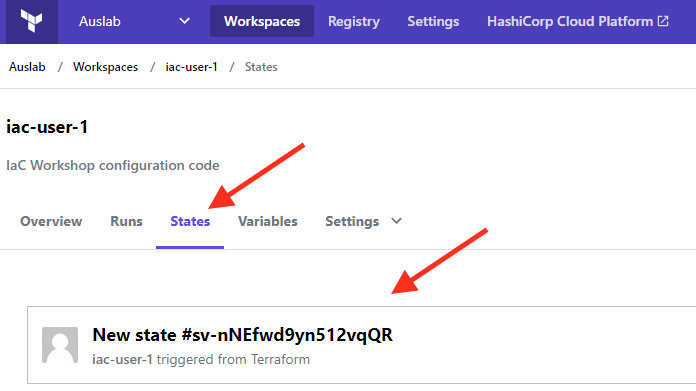 Auslab Workspaces Registry Settings HashiCorp Cloud Platform
Auslab / Workspaces / iac-user-1 / States
iac-user-1
IaC Workshop configuration code
Overview Runs States Variables Settings
New state #sv-nNEfwd9yn512vqQR
iac-user-1 triggered from Terraform